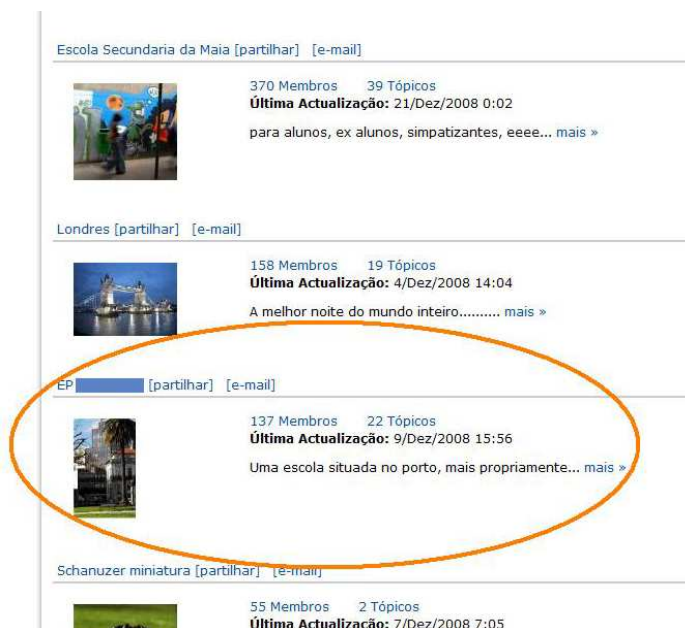 Escola Secundaria da Maia [partilhar] [e-mail]
370 Membros 39 Tópicos
Última Actualização: 21/Dez/2008 0:02
para alunos, ex alunos, simpatizantes, eeee... mais »
Londres [partilhar] [e-mail]
158 Membros 19 Tópicos
Última Actualização: 4/Dez/2008 14:04
A melhor noite do mundo inteiro.......... mais »
EP [partilhar] [e-mail]
137 Membros 22 Tópicos
Última Actualização: 9/Dez/2008 15:56
Uma escola situada no porto, mais propriamente... mais »
Schanuzer miniatura [partilhar] [e-mail]
55 Membros 2 Tópicos
Última Actualização: 7/Dez/2008 7:05